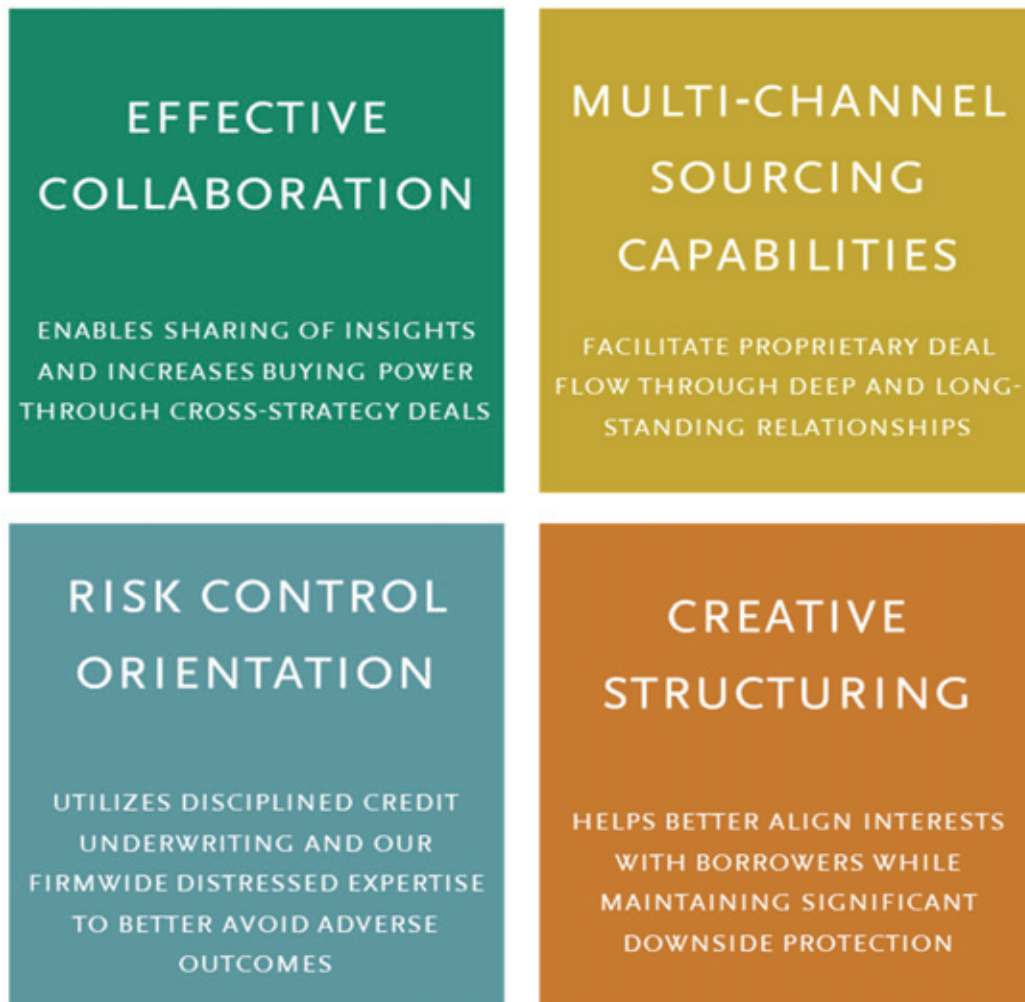 EFFECTIVE
COLLABORATION
ENABLES SHARING OF INSIGHTS
AND INCREASES BUYING POWER
THROUGH CROSS-STRATEGY DEALS
MULTI-CHANNEL
SOURCING
CAPABILITIES
FACILITATE PROPRIETARY DEAL
FLOW THROUGH DEEP AND LONG-
STANDING RELATIONSHIPS
RISK CONTROL
ORIENTATION
UTILIZES DISCIPLINED CREDIT
UNDERWRITING AND OUR
FIRMWIDE DISTRESSED EXPERTISE
TO BETTER AVOID ADVERSE
OUTCOMES
CREATIVE
STRUCTURING
HELPS BETTER ALIGN INTERESTS
WITH BORROWERS WHILE
MAINTAINING SIGNIFICANT
DOWNSIDE PROTECTION